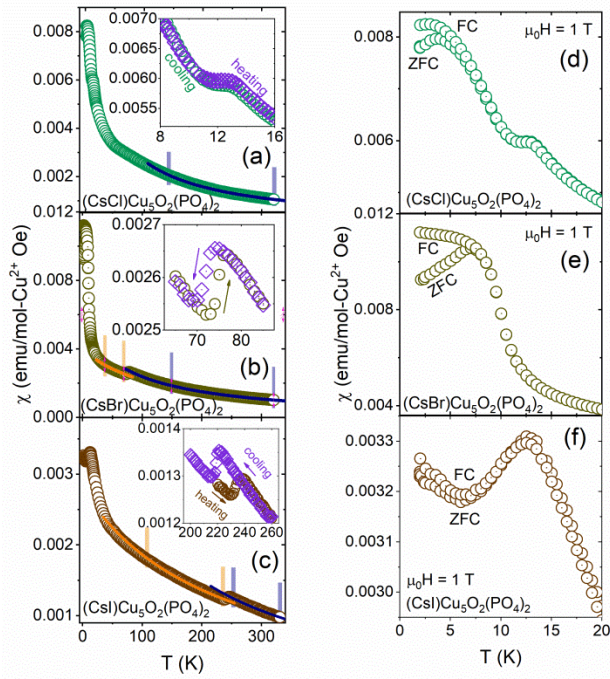 0.008
0.006
0.004
0.002
0.0070
0.0065
0.0060
0.0055
8 12 16
cooling
heating
(a)
(CsCl)Cu5O2(PO4)2
0.012
0.008
0.004
0.000
0.0027
0.0026
0.0025
70 80
(b)
(CsBr)Cu5O2(PO4)2
0.004
0.003
0.002
0.001
0.0014
0.0013
0.0012
200 220 240 260
cooling
heating
(c)
(CsI)Cu5O2(PO4)2
0 100 200 300
T (K)
χ (emu/mol-Cu2+ Oe)
0.008
0.006
FC
ZFC
μ0H = 1 T
(d)
(CsCl)Cu5O2(PO4)2
0.012
0.008
0.004
FC
ZFC
μ0H = 1 T
(e)
(CsBr)Cu5O2(PO4)2
0.0033
0.0032
0.0030
FC
ZFC
(f)
μ0H = 1 T
(CsI)Cu5O2(PO4)2
0 5 10 15 20
T (K)
χ (emu/mol-Cu2+ Oe)